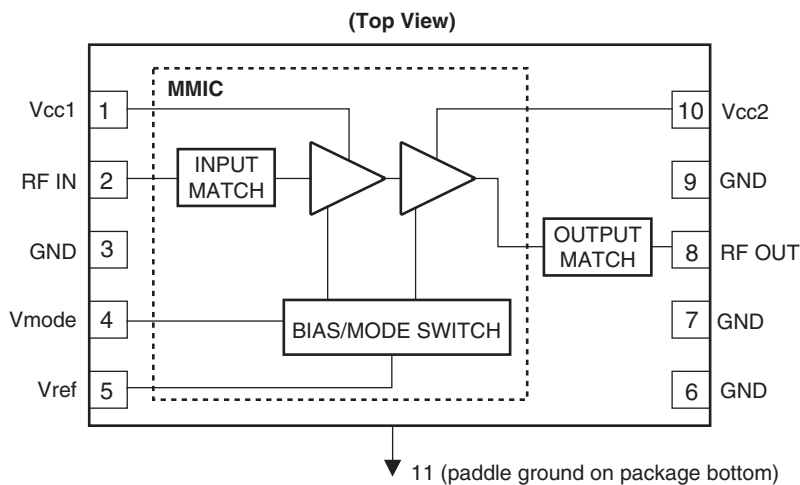 (Top View)
MMIC
Vcc1 1
10 Vcc2
RF IN 2
INPUT
MATCH
9 GND
GND 3
OUTPUT
MATCH
8 RF OUT
Vmode 4
BIAS/MODE SWITCH
7 GND
Vref 5
6 GND
11 (paddle ground on package bottom)